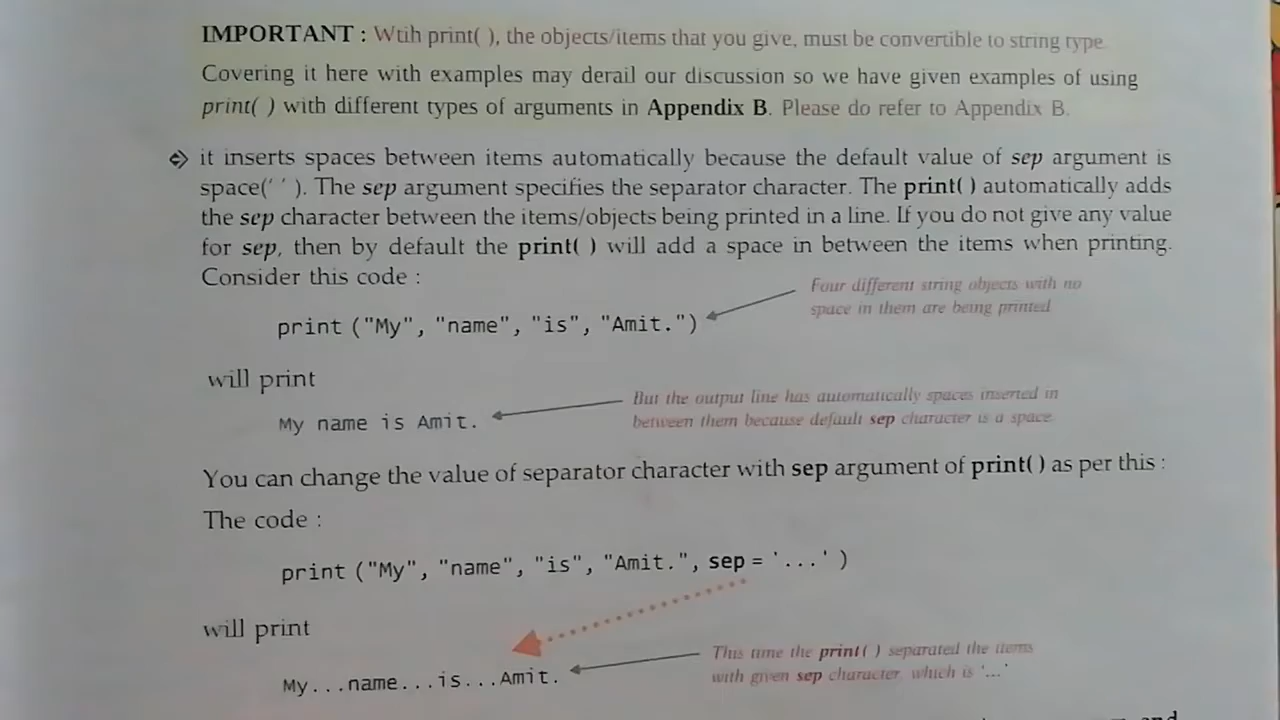 IMPORTANT : Wtih print( ), the objects/items that you give, must be convertible to string type.
Covering it here with examples may derail our discussion so we have given examples of using
print( ) with different types of arguments in Appendix B. Please do refer to Appendix B.
it inserts spaces between items automatically because the default value of sep argument is
space(‘ ’ ). The sep argument specifies the separator character. The print( ) automatically adds
the sep character between the items/objects being printed in a line. If you do not give any value
for sep, then by default the print( ) will add a space in between the items when printing.
Consider this code :
Four different string objects with no
space in them are being printed
print ("My", "name", "is", "Amit.")
will print
But the output line has automatically spaces inserted in
between them because default sep character is a space.
My name is Amit.
You can change the value of separator character with sep argument of print( ) as per this :
The code :
print ("My", "name", "is", "Amit.", sep = '...' )
will print
This time the print( ) separated the items
with given sep character, which is '...'
My...name...is...Amit.
and